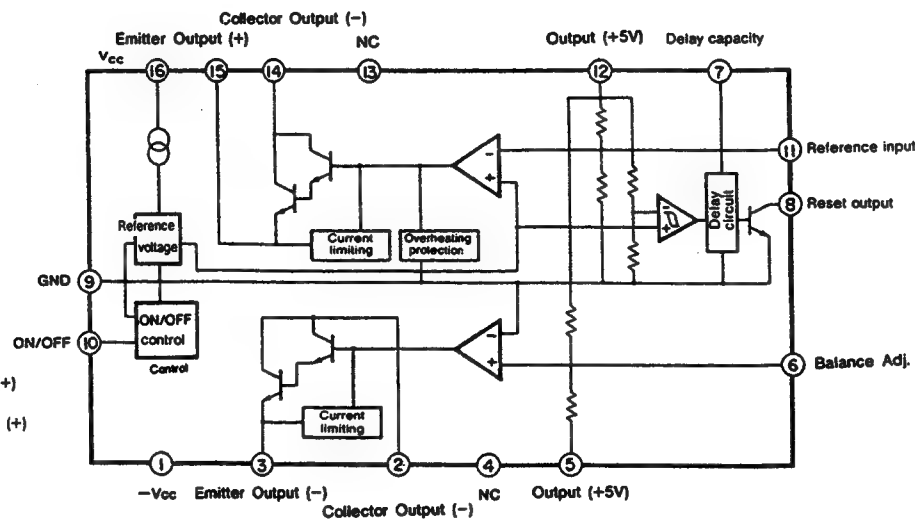 Collector Output (−)
Emitter Output (+)
NC
Output (+5V)
Delay capacity
Vcc
16
15
14
13
12
7
11
Reference input
8
Reset output
−
+
−
+
Delay circuit
Reference voltage
Current limiting
Overheating protection
GND
9
ON/OFF control
Control
ON/OFF
10
−
+
6
Balance Adj.
+)
(+)
Current limiting
1
3
2
4
5
−Vcc
Emitter Output (−)
Collector Output (−)
NC
Output (+5V)